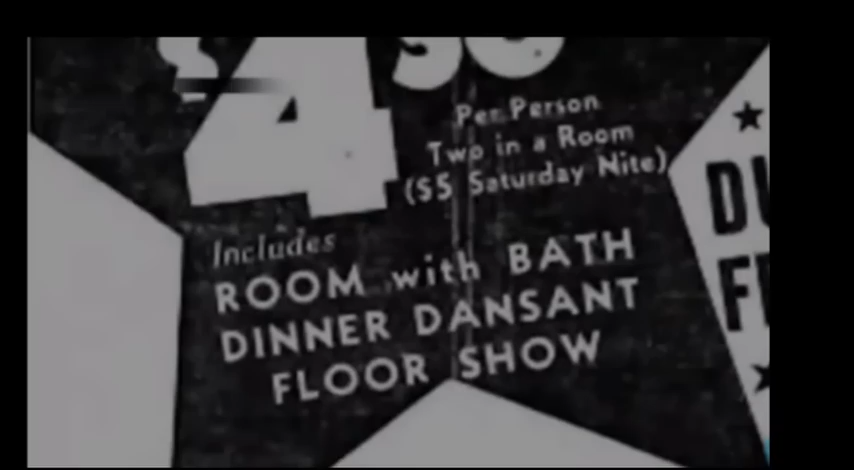 $4 50
Per Person
Two in a Room
($5 Saturday Nite)
Includes
ROOM with BATH
DINNER DANSANT
FLOOR SHOW